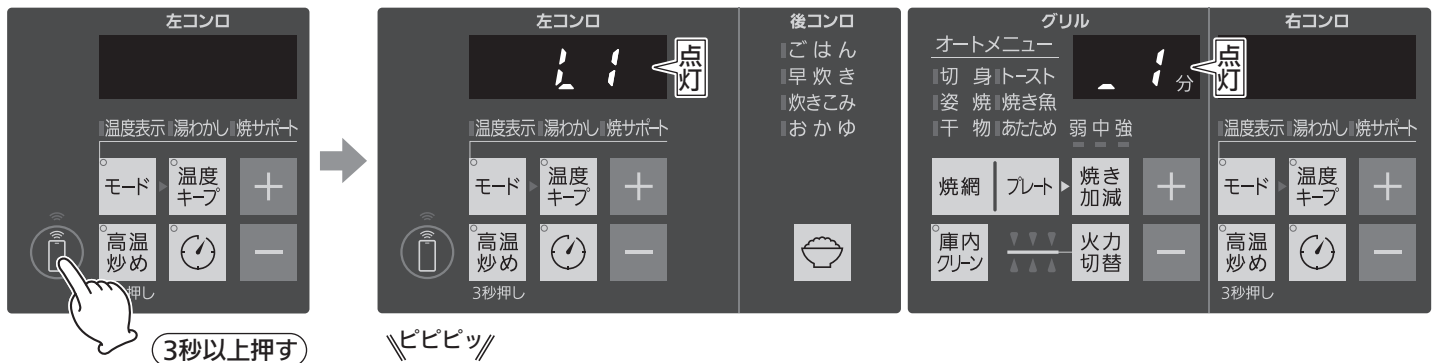 左コンロ
温度表示 湯わかし 焼サポート
モード 温度キープ +
高温炒め −
押し
3秒以上押す
左コンロ
L 1
点灯
温度表示 湯わかし 焼サポート
モード 温度キープ +
高温炒め −
3秒押し
ピピピッ
後コンロ
ごはん
早炊き
炊きこみ
おかゆ
グリル
オートメニュー
切身 トースト
姿焼 焼き魚
干物 あたため
_ 1 分
点灯
弱 中 強
焼網 プレート 焼き加減 +
庫内クリーン 火力切替 −
右コンロ
温度表示 湯わかし 焼サポート
モード 温度キープ +
高温炒め −
3秒押し